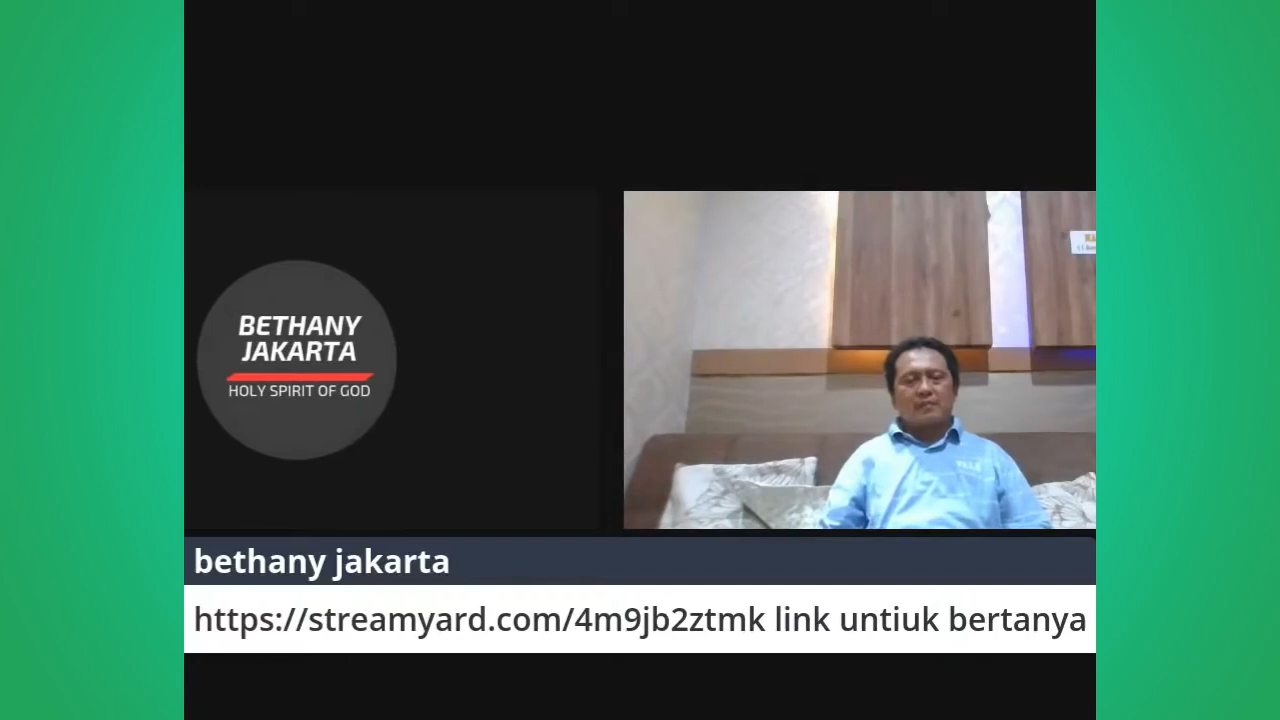 BETHANY
JAKARTA
HOLY SPIRIT OF GOD
bethany jakarta
https://streamyard.com/4m9jb2ztmk link untiuk bertanya